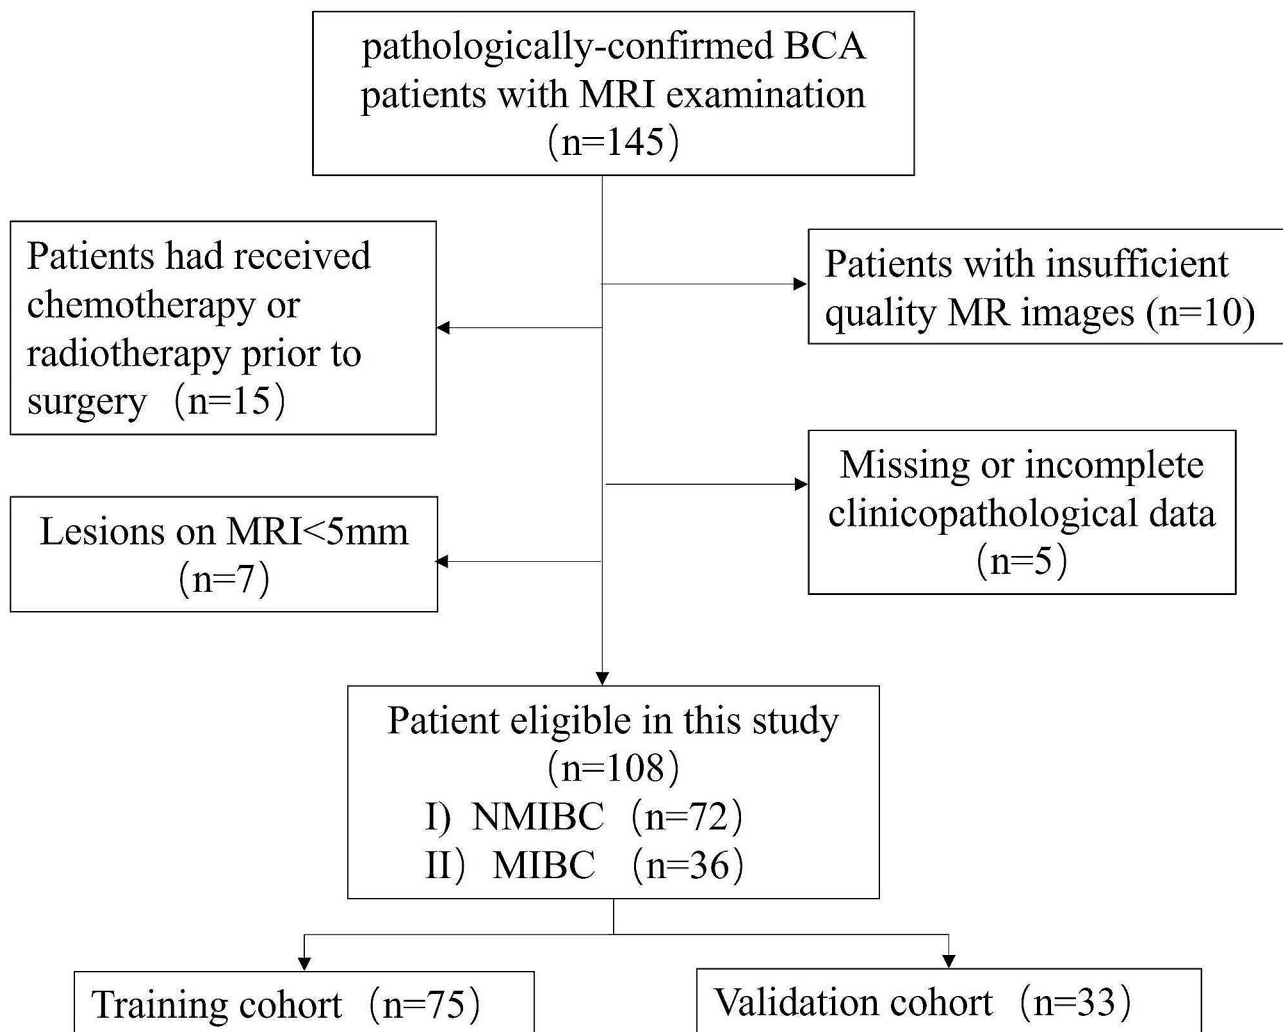 pathologically-confirmed BCA
patients with MRI examination
(n=145)
Patients had received
chemotherapy or
radiotherapy prior to
surgery (n=15)
Patients with insufficient
quality MR images (n=10)
Missing or incomplete
clinicopathological data
(n=5)
Lesions on MRI<5mm
(n=7)
Patient eligible in this study
(n=108)
I) NMIBC (n=72)
II) MIBC (n=36)
Training cohort (n=75)
Validation cohort (n=33)